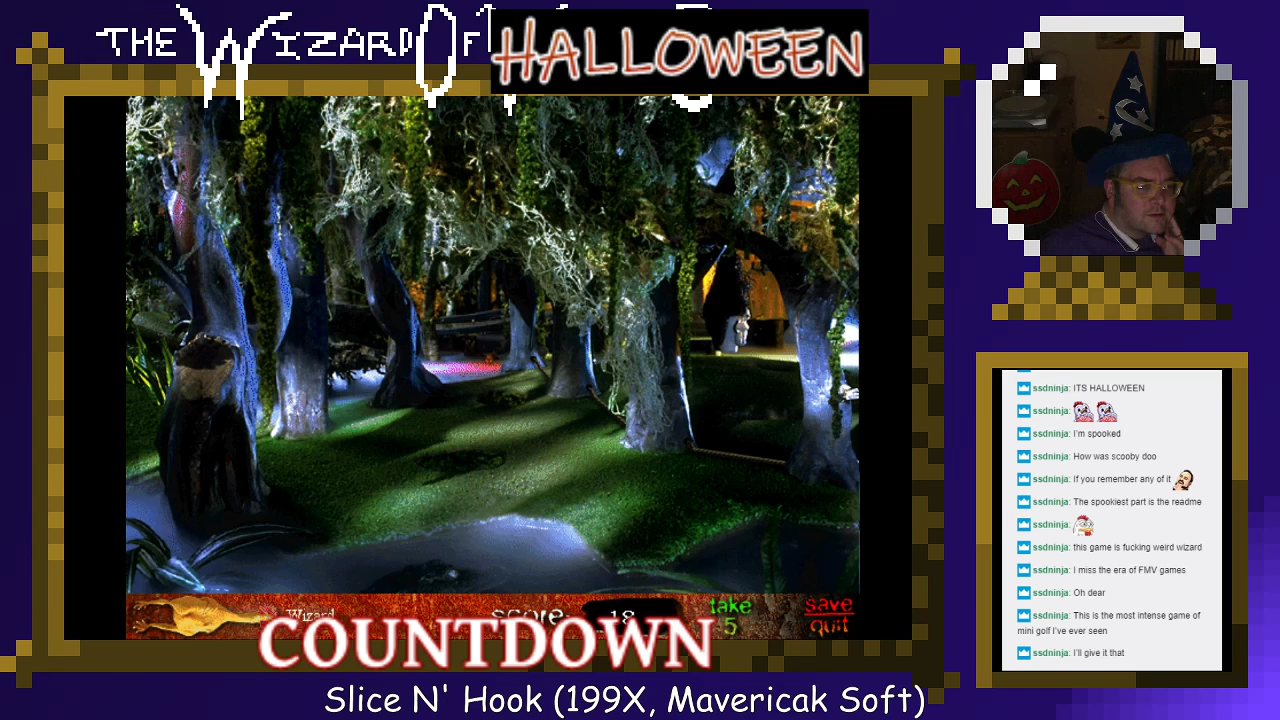 THE WIZARD OF
HALLOWEEN
Wizard
score
18
take
5
save
quit
COUNTDOWN
Slice N' Hook (199X, Mavericak Soft)
ssdninja: ITS HALLOWEEN
ssdninja:
ssdninja: I'm spooked
ssdninja: How was scooby doo
ssdninja: If you remember any of it
ssdninja: The spookiest part is the readme
ssdninja:
ssdninja: this game is fucking weird wizard
ssdninja: I miss the era of FMV games
ssdninja: Oh dear
ssdninja: This is the most intense game of
mini golf I've ever seen
ssdninja: I'll give it that